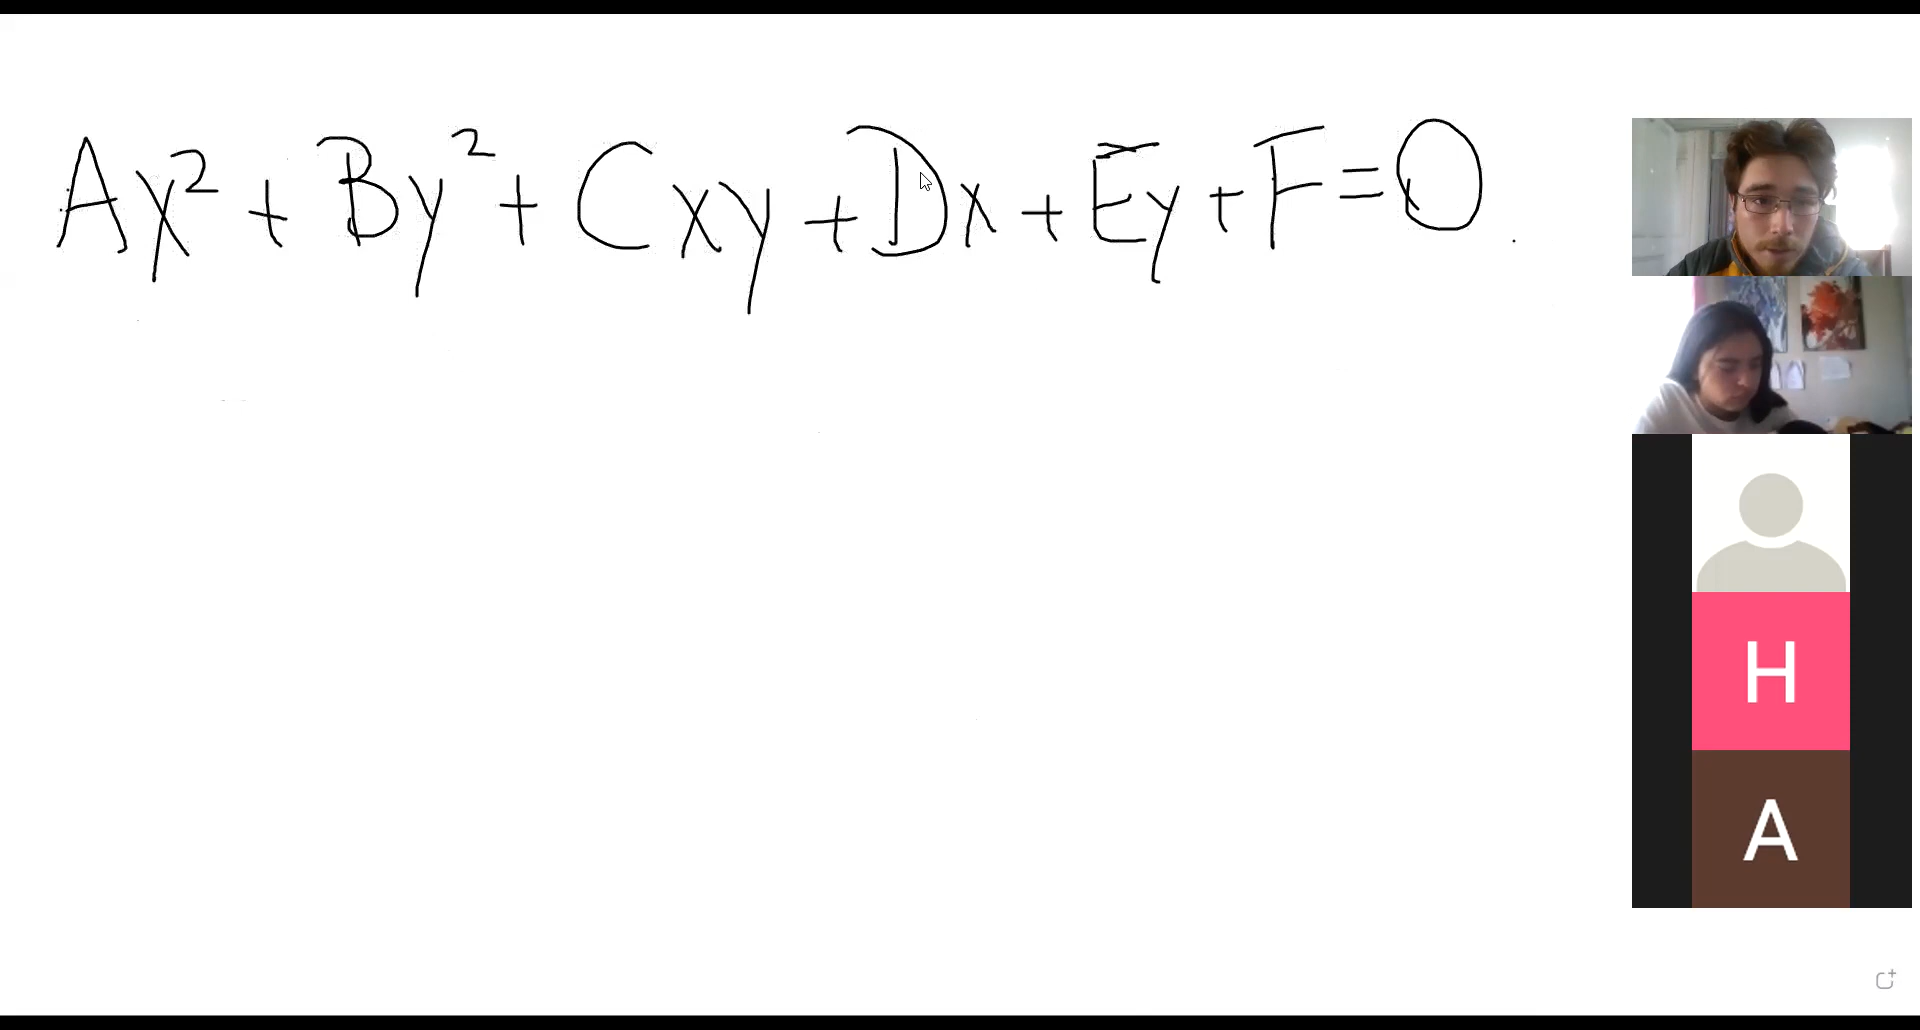 Ax² + By² + Cxy + Dx + Ey + F = 0.
H
A